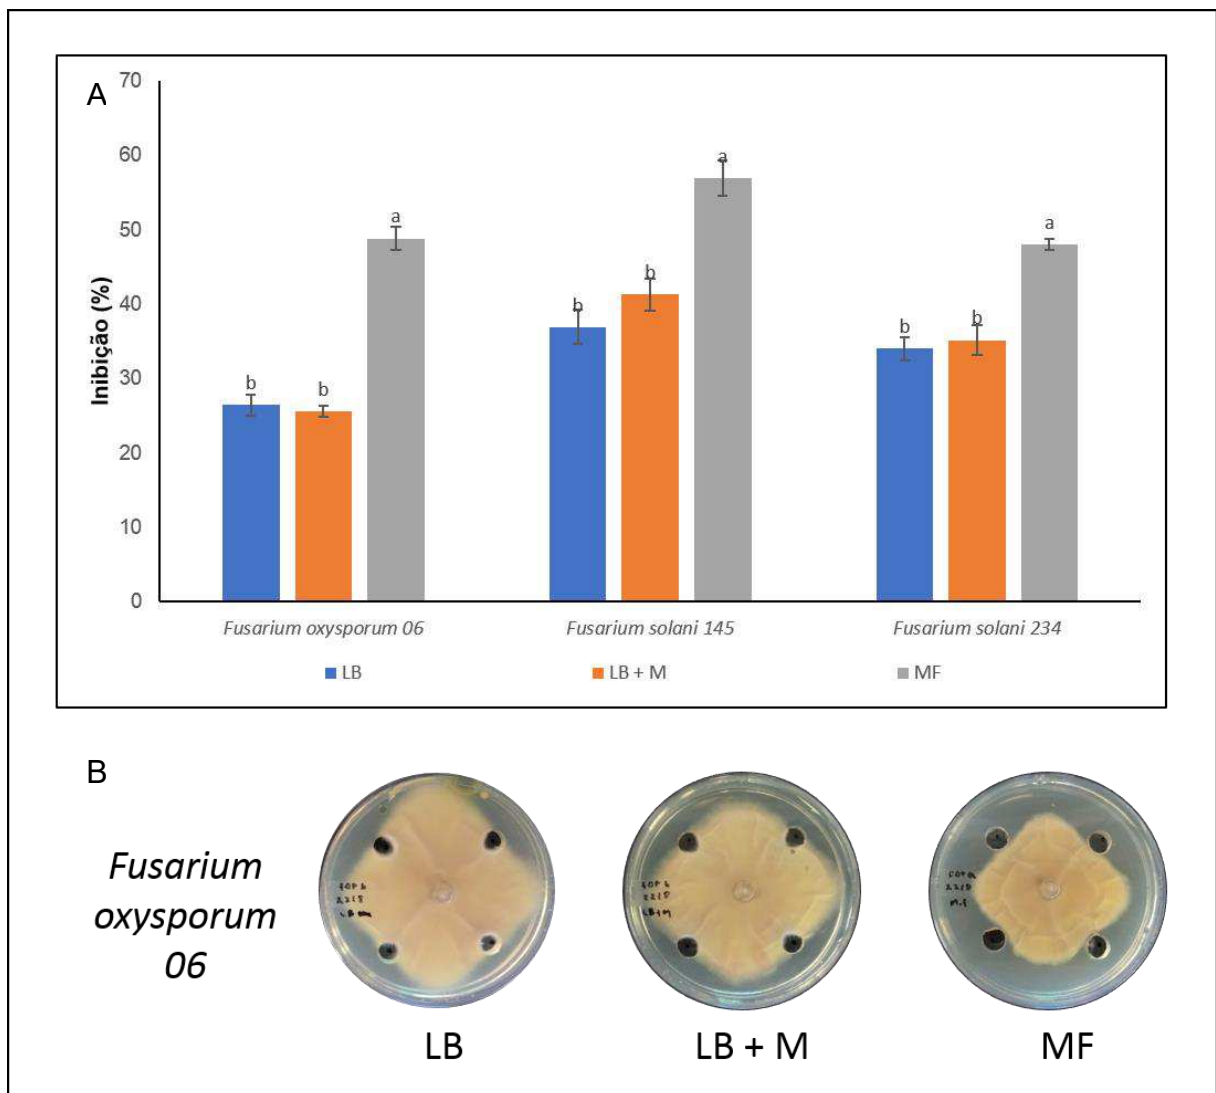 A
70
60
50
40
30
20
10
0
Inibição (%)
a
b
b
a
b
b
a
b
b
Fusarium oxysporum 06
Fusarium solani 145
Fusarium solani 234
LB
LB + M
MF
B
Fusarium
oxysporum
06
LB
LB + M
MF